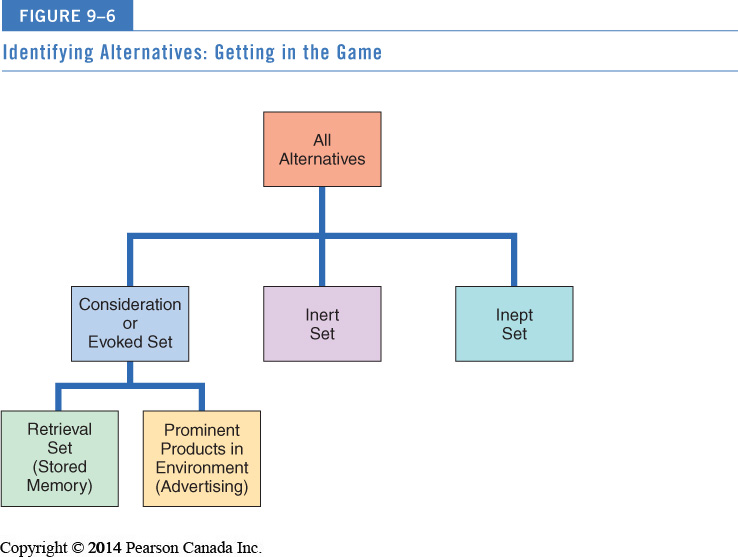 FIGURE 9–6
Identifying Alternatives: Getting in the Game
All
Alternatives
Consideration
or
Evoked Set
Inert
Set
Inept
Set
Retrieval
Set
(Stored
Memory)
Prominent
Products in
Environment
(Advertising)
Copyright © 2014 Pearson Canada Inc.